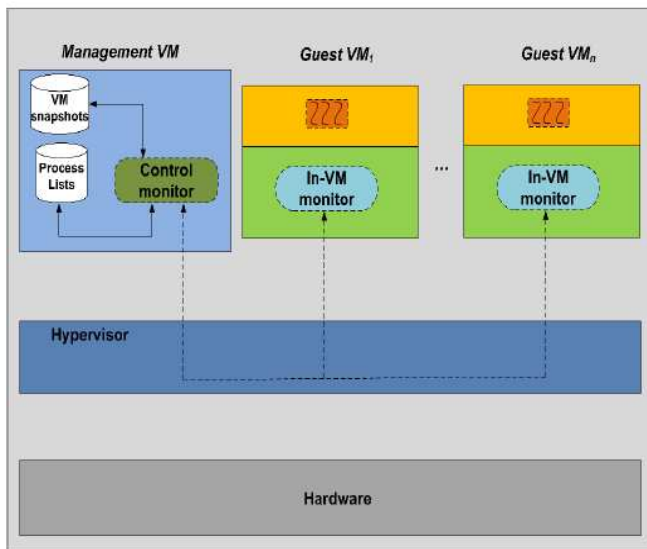 Management VM
Guest VM₁
Guest VMₙ
VM
snapshots
Process
Lists
Control
monitor
In-VM
monitor
...
In-VM
monitor
Hypervisor
Hardware